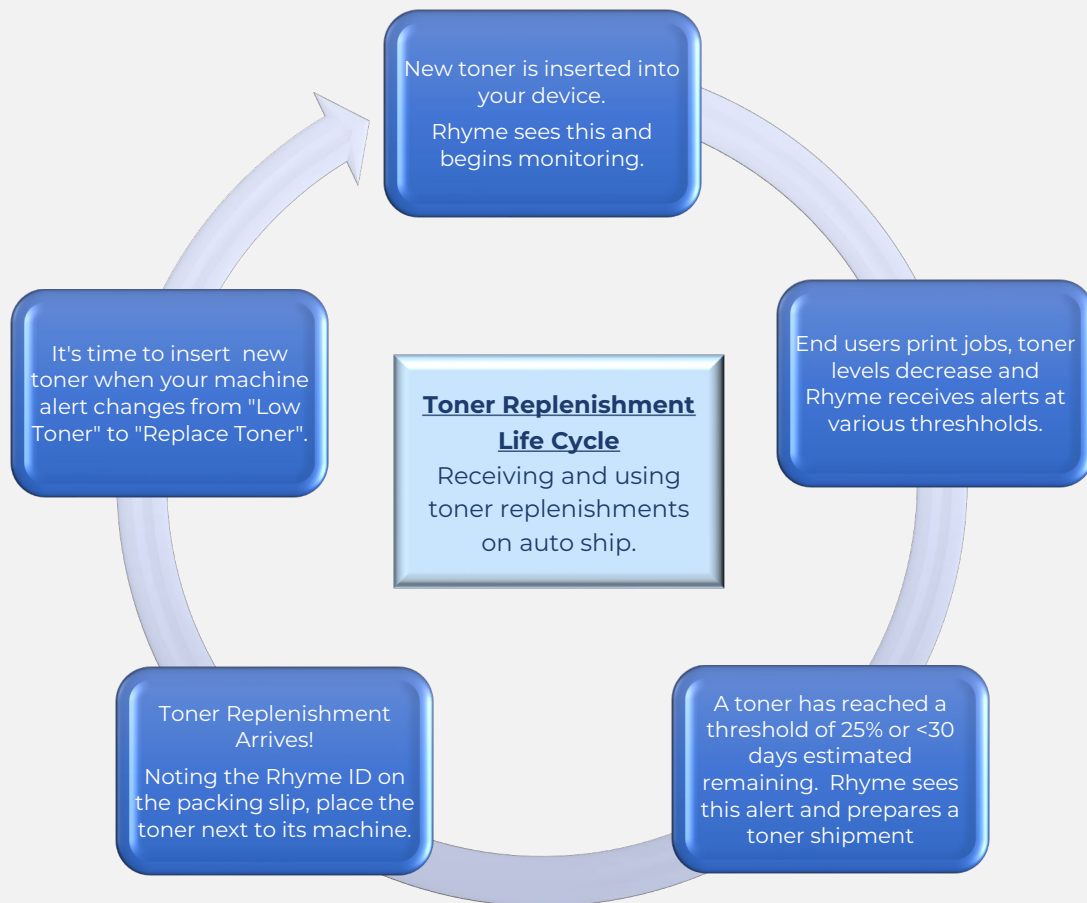 New toner is inserted into
your device.
Rhyme sees this and
begins monitoring.
End users print jobs, toner
levels decrease and
Rhyme receives alerts at
various threshholds.
A toner has reached a
threshold of 25% or <30
days estimated
remaining.  Rhyme sees
this alert and prepares a
toner shipment
Toner Replenishment
Arrives!
Noting the Rhyme ID on
the packing slip, place the
toner next to its machine.
It's time to insert  new
toner when your machine
alert changes from "Low
Toner" to "Replace Toner".
Toner Replenishment
Life Cycle
Receiving and using
toner replenishments
on auto ship.